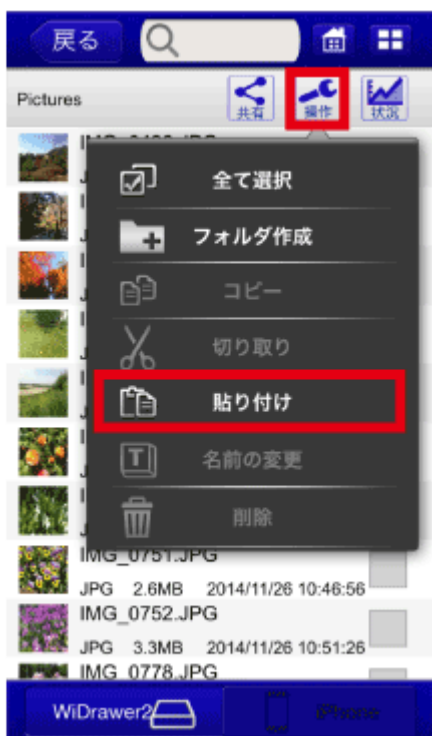 戻る
Pictures
共有
操作
状況
全て選択
フォルダ作成
コピー
切り取り
貼り付け
名前の変更
削除
IMG_0751.JPG
JPG 2.6MB 2014/11/26 10:46:56
IMG_0752.JPG
JPG 3.3MB 2014/11/26 10:51:26
IMG_0778.JPG
WiDrawer2